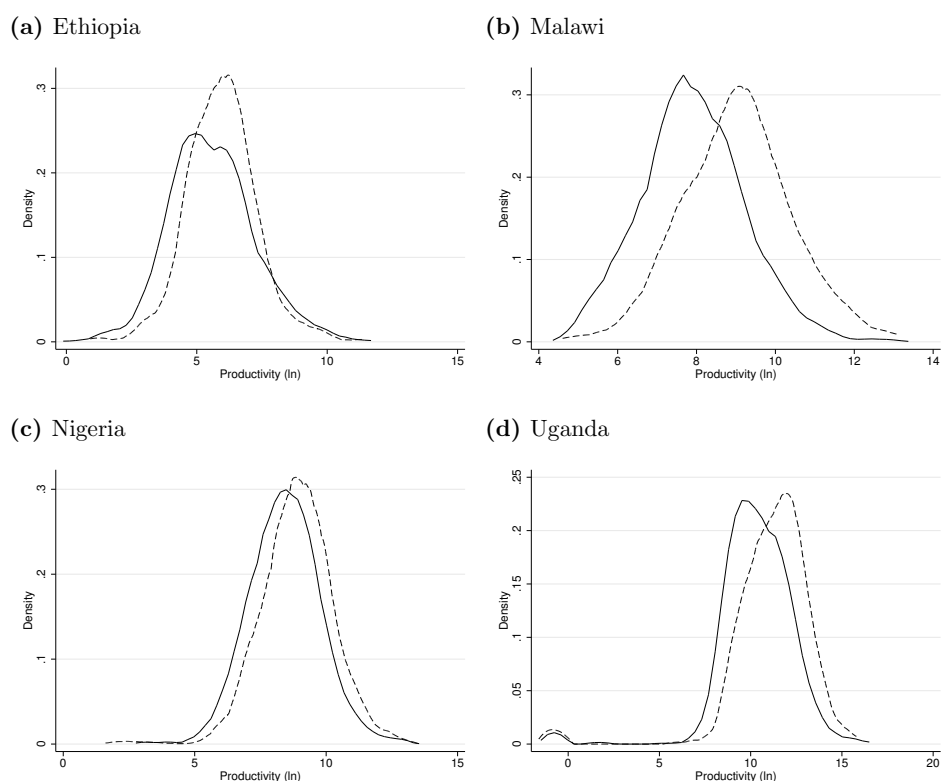 (a) Ethiopia
(b) Malawi
Density
0 .1 .2 .3
0 5 10 15
Productivity (ln)
Density
0 .1 .2 .3
4 6 8 10 12 14
Productivity (ln)
(c) Nigeria
(d) Uganda
Density
0 .1 .2 .3
0 5 10 15
Productivity (ln)
Density
0 .05 .1 .15 .2 .25
0 5 10 15 20
Productivity (ln)